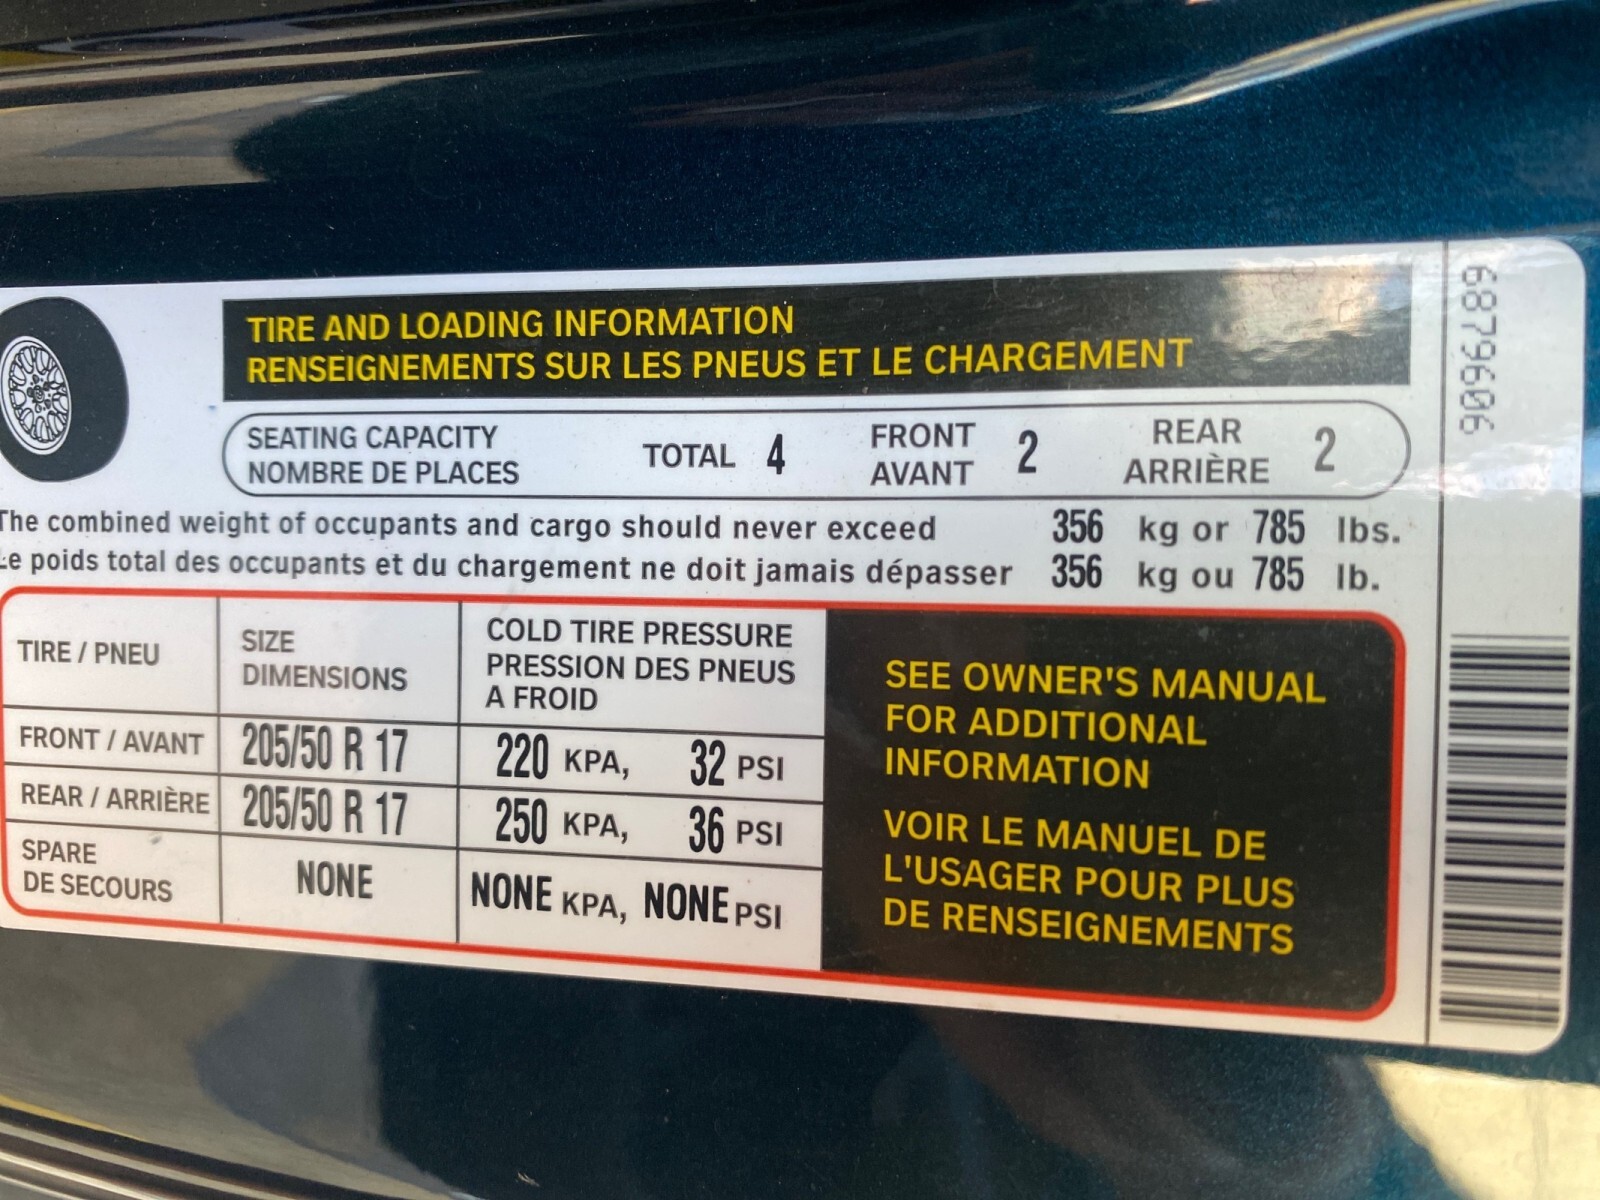 TIRE AND LOADING INFORMATION
RENSEIGNEMENTS SUR LES PNEUS ET LE CHARGEMENT
SEATING CAPACITY
NOMBRE DE PLACES
TOTAL 4
FRONT
AVANT
2
REAR
ARRIÈRE
2
The combined weight of occupants and cargo should never exceed 356 kg or 785 lbs.
Le poids total des occupants et du chargement ne doit jamais dépasser 356 kg ou 785 lb.
TIRE / PNEU
SIZE
DIMENSIONS
COLD TIRE PRESSURE
PRESSION DES PNEUS
A FROID
FRONT / AVANT 205/50 R 17 220 KPA, 32 PSI
REAR / ARRIÈRE 205/50 R 17 250 KPA, 36 PSI
SPARE
DE SECOURS
NONE NONE KPA, NONE PSI
SEE OWNER'S MANUAL
FOR ADDITIONAL
INFORMATION
VOIR LE MANUEL DE
L'USAGER POUR PLUS
DE RENSEIGNEMENTS
9096789